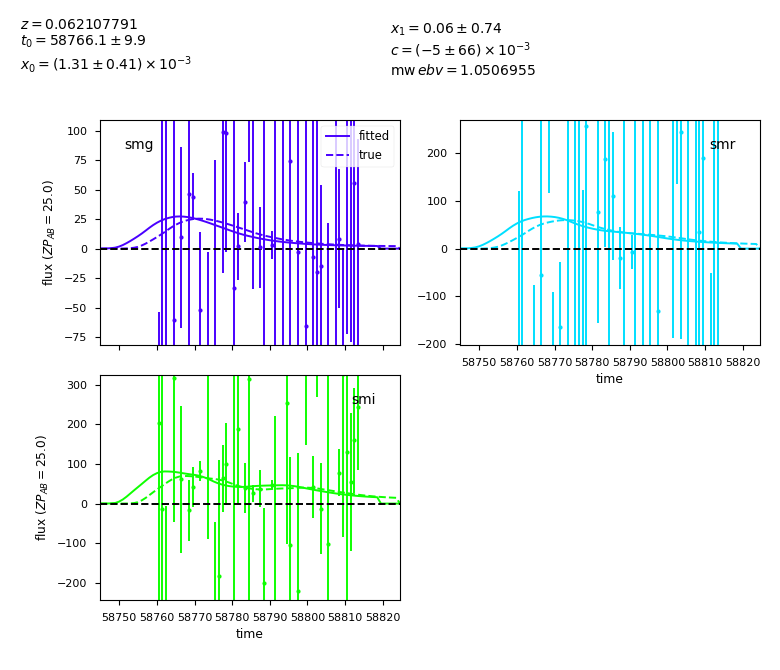 z = 0.062107791
t₀ = 58766.1 ± 9.9
x₀ = (1.31 ± 0.41) × 10⁻³
x₁ = 0.06 ± 0.74
c = (−5 ± 66) × 10⁻³
mw ebv = 1.0506955
100
75
50
25
0
−25
−50
−75
flux (ZP_AB = 25.0)
smg
fitted
true
200
100
0
−100
−200
smr
58750 58760 58770 58780 58790 58800 58810 58820
time
300
200
100
0
−100
−200
flux (ZP_AB = 25.0)
smi
58750 58760 58770 58780 58790 58800 58810 58820
time